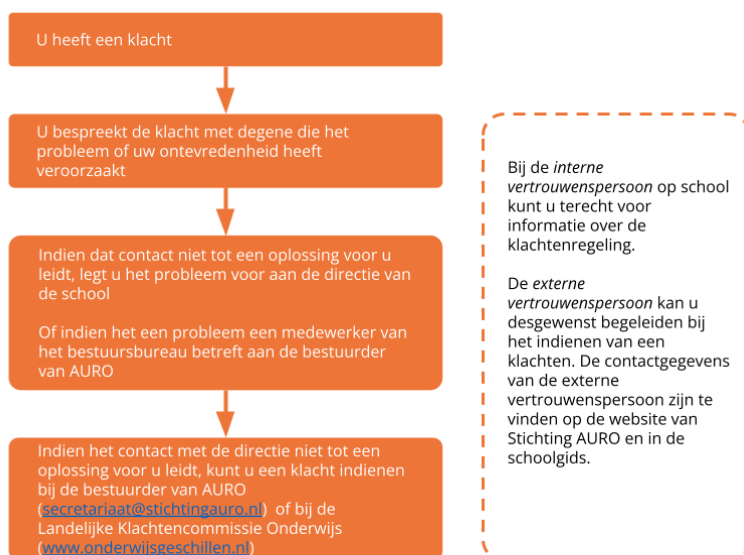 U heeft een klacht
U bespreekt de klacht met degene die het
probleem of uw ontevredenheid heeft
veroorzaakt
Indien dat contact niet tot een oplossing voor u
leidt, legt u het probleem voor aan de directie van
de school
Of indien het een probleem een medewerker van
het bestuursbureau betreft aan de bestuurder
van AURO
Indien het contact met de directie niet tot een
oplossing voor u leidt, kunt u een klacht indienen
bij de bestuurder van AURO
(secretariaat@stichtingauro.nl) of bij de
Landelijke Klachtencommissie Onderwijs
(www.onderwijsgeschillen.nl)
Bij de interne
vertrouwenspersoon op school
kunt u terecht voor
informatie over de
klachtenregeling.
De externe
vertrouwenspersoon kan u
desgewenst begeleiden bij
het indienen van een
klachten. De contactgegevens
van de externe
vertrouwenspersoon zijn te
vinden op de website van
Stichting AURO en in de
schoolgids.